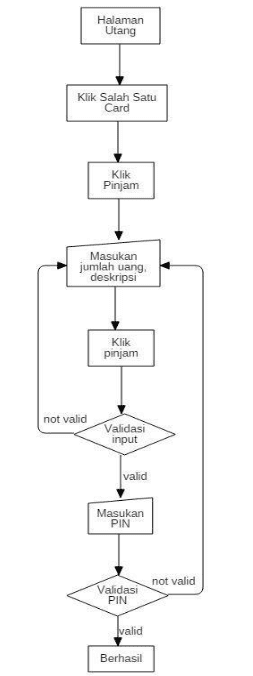 Halaman
Utang
Klik Salah Satu
Card
Klik
Pinjam
Masukan
jumlah uang,
deskripsi
Klik
pinjam
not valid
Validasi
input
valid
Masukan
PIN
not valid
Validasi
PIN
valid
Berhasil